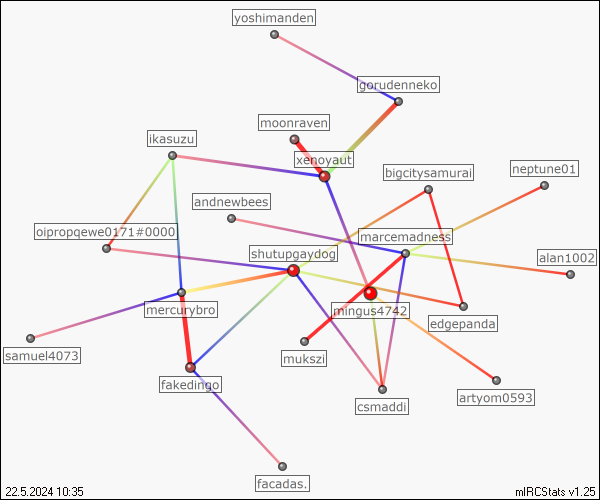 yoshimanden
gorudenneko
moonraven
ikasuzu
xenoyaut
bigcitysamurai
neptune01
andnewbees
oipropqewe0171#0000
marcemadness
shutupgaydog
alan1002
mercurybro
mingus4742
edgepanda
samuel4073
mukszi
fakedingo
artyom0593
csmaddi
facadas.
22.5.2024 10:35
mIRCStats v1.25